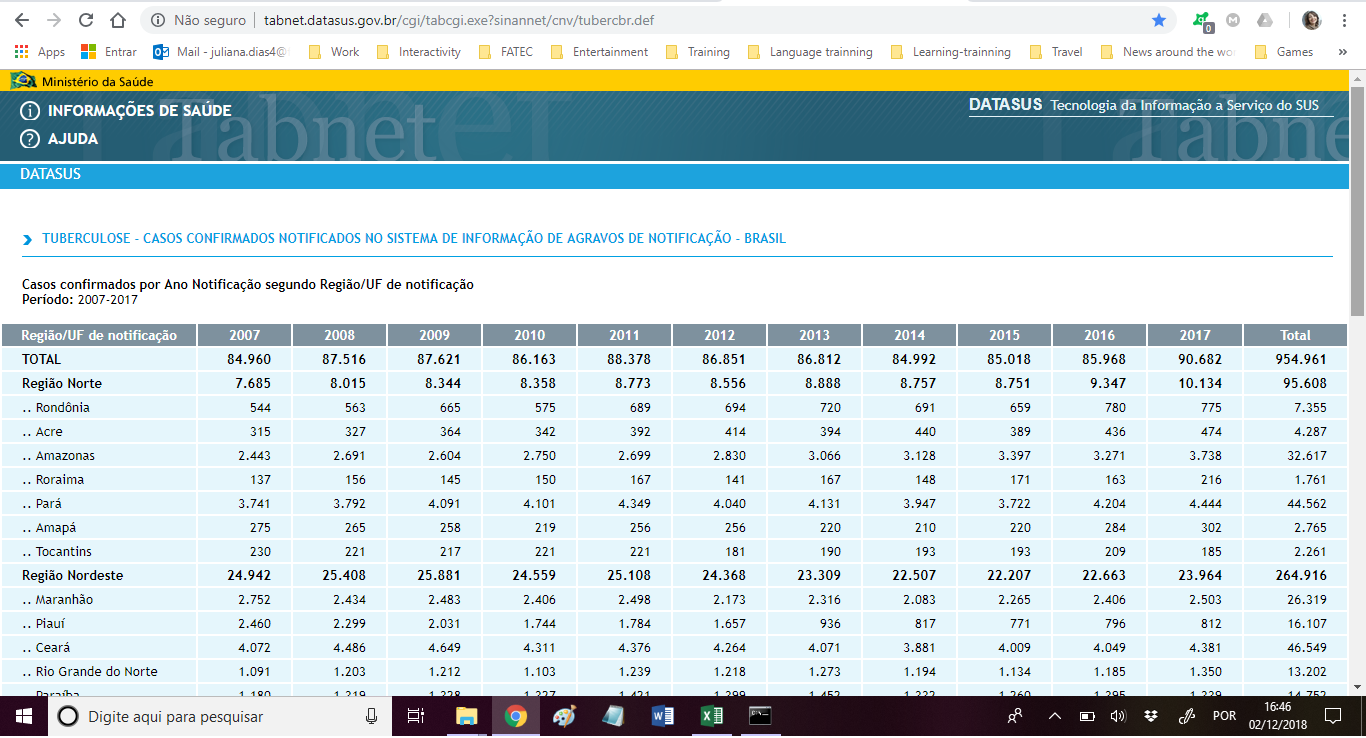 Não seguro | tabnet.datasus.gov.br/cgi/tabcgi.exe?sinannet/cnv/tubercbr.def 0
Apps Entrar Mail - juliana.dias4@ Work Interactivity FATEC Entertainment Training Language trainning Learning-trainning Travel News around the wo Games »
Ministério da Saúde
INFORMAÇÕES DE SAÚDE
AJUDA
Tabnet
DATASUS Tecnologia da Informação a Serviço do SUS
DATASUS
TUBERCULOSE - CASOS CONFIRMADOS NOTIFICADOS NO SISTEMA DE INFORMAÇÃO DE AGRAVOS DE NOTIFICAÇÃO - BRASIL
Casos confirmados por Ano Notificação segundo Região/UF de notificação
Período: 2007-2017
Região/UF de notificação 2007 2008 2009 2010 2011 2012 2013 2014 2015 2016 2017 Total
TOTAL 84.960 87.516 87.621 86.163 88.378 86.851 86.812 84.992 85.018 85.968 90.682 954.961
Região Norte 7.685 8.015 8.344 8.358 8.773 8.556 8.888 8.757 8.751 9.347 10.134 95.608
.. Rondônia 544 563 665 575 689 694 720 691 659 780 775 7.355
.. Acre 315 327 364 342 392 414 394 440 389 436 474 4.287
.. Amazonas 2.443 2.691 2.604 2.750 2.699 2.830 3.066 3.128 3.397 3.271 3.738 32.617
.. Roraima 137 156 145 150 167 141 167 148 171 163 216 1.761
.. Pará 3.741 3.792 4.091 4.101 4.349 4.040 4.131 3.947 3.722 4.204 4.444 44.562
.. Amapá 275 265 258 219 256 256 220 210 220 284 302 2.765
.. Tocantins 230 221 217 221 221 181 190 193 193 209 185 2.261
Região Nordeste 24.942 25.408 25.881 24.559 25.108 24.368 23.309 22.507 22.207 22.663 23.964 264.916
.. Maranhão 2.752 2.434 2.483 2.406 2.498 2.173 2.316 2.083 2.265 2.406 2.503 26.319
.. Piauí 2.460 2.299 2.031 1.744 1.784 1.657 936 817 771 796 812 16.107
.. Ceará 4.072 4.486 4.649 4.311 4.376 4.264 4.071 3.881 4.009 4.049 4.381 46.549
.. Rio Grande do Norte 1.091 1.203 1.212 1.103 1.239 1.218 1.273 1.194 1.134 1.185 1.350 13.202
.. Paraíba
Digite aqui para pesquisar
POR
16:46
02/12/2018